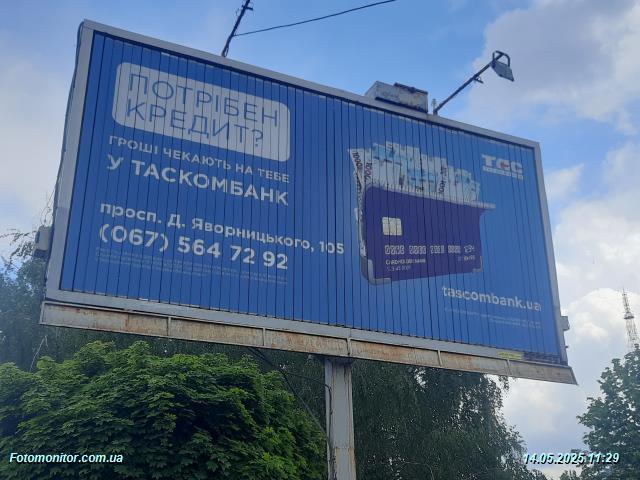 ПОТРІБЕН
КРЕДИТ?
ГРОШІ ЧЕКАЮТЬ НА ТЕБЕ
У ТАСКОМБАНК
просп. Д. Яворницького, 105
(067) 564 72 92
tascombank.ua
Fotomonitor.com.ua
14.05.2025 11:29